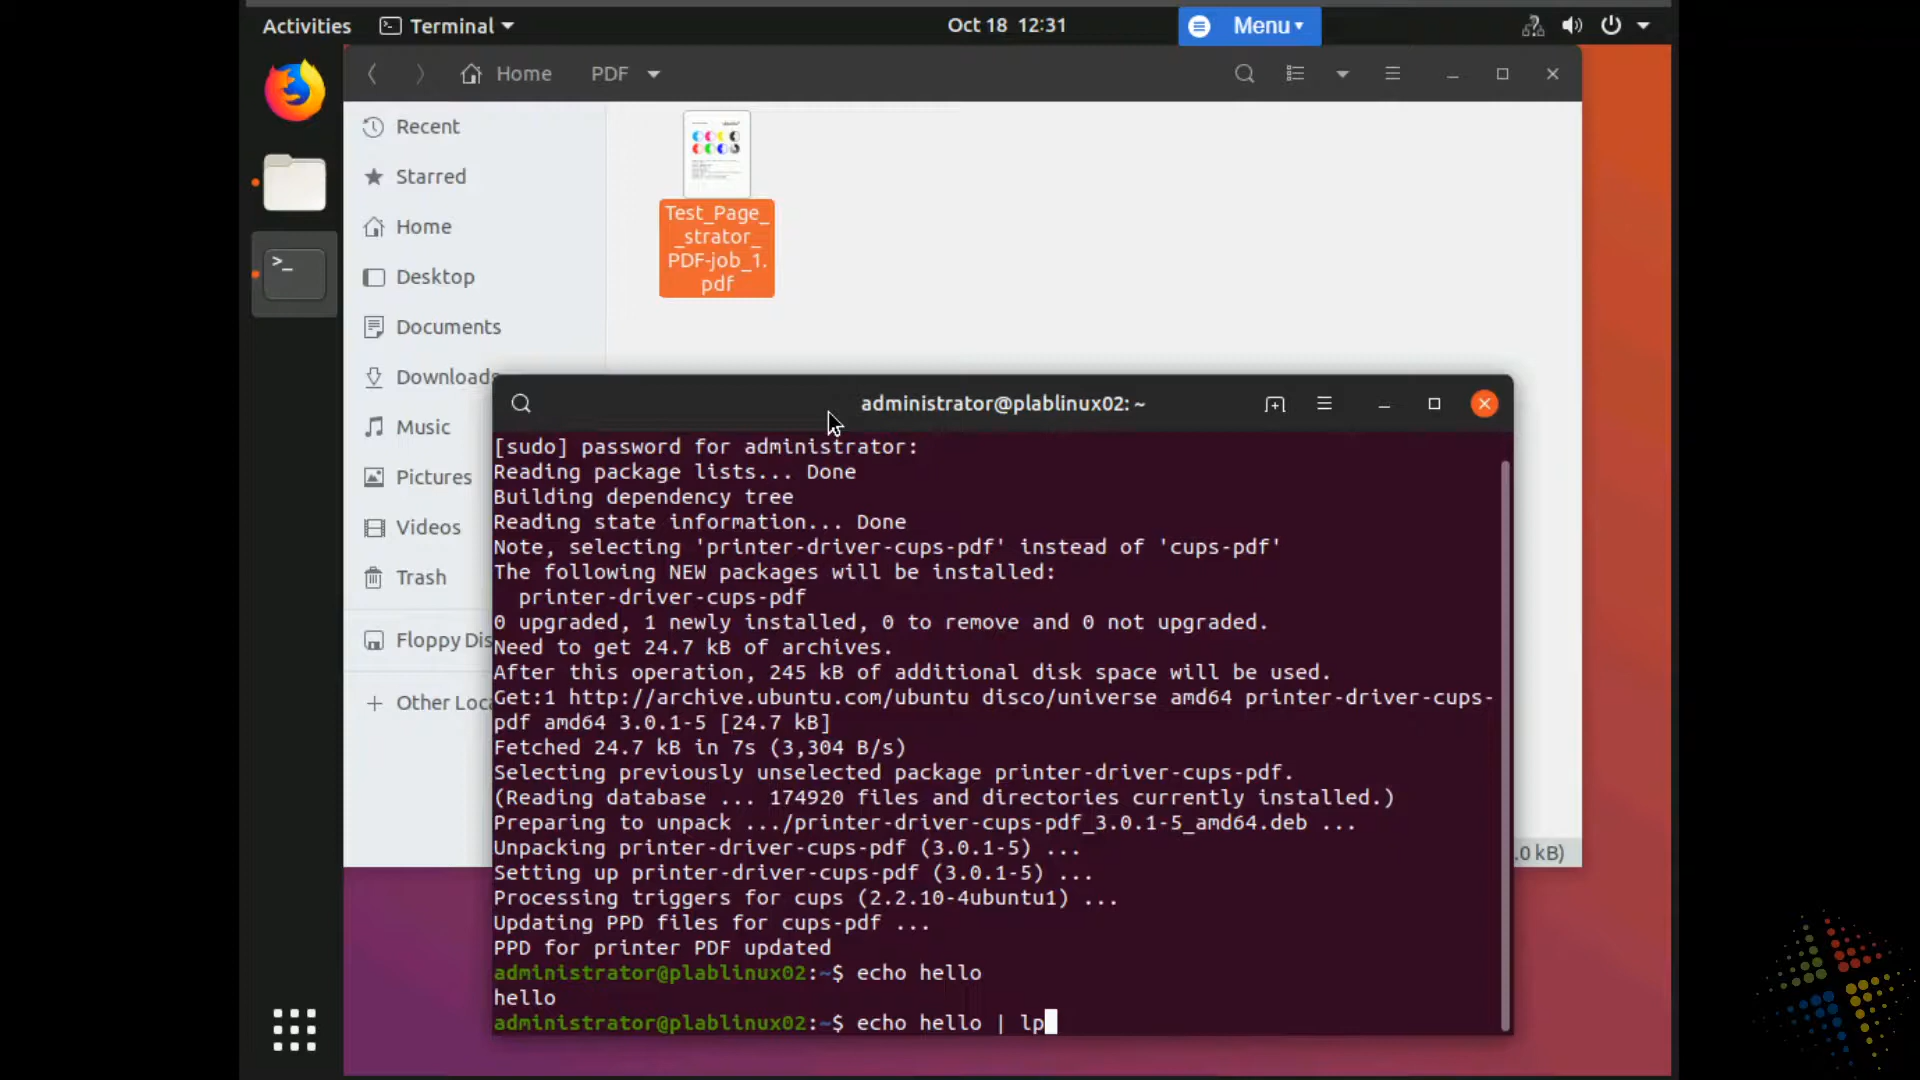 Activities
Terminal
Oct 18 12:31
Menu
Home
PDF
Recent
Starred
Home
Desktop
Documents
Downloads
Music
Pictures
Videos
Trash
Floppy Dis
Other Loca
Test_Page_
_strator_
PDF-job_1.
pdf
.0 kB)
administrator@plablinux02: ~
[sudo] password for administrator:
Reading package lists... Done
Building dependency tree
Reading state information... Done
Note, selecting 'printer-driver-cups-pdf' instead of 'cups-pdf'
The following NEW packages will be installed:
  printer-driver-cups-pdf
0 upgraded, 1 newly installed, 0 to remove and 0 not upgraded.
Need to get 24.7 kB of archives.
After this operation, 245 kB of additional disk space will be used.
Get:1 http://archive.ubuntu.com/ubuntu disco/universe amd64 printer-driver-cups-
pdf amd64 3.0.1-5 [24.7 kB]
Fetched 24.7 kB in 7s (3,304 B/s)
Selecting previously unselected package printer-driver-cups-pdf.
(Reading database ... 174920 files and directories currently installed.)
Preparing to unpack .../printer-driver-cups-pdf_3.0.1-5_amd64.deb ...
Unpacking printer-driver-cups-pdf (3.0.1-5) ...
Setting up printer-driver-cups-pdf (3.0.1-5) ...
Processing triggers for cups (2.2.10-4ubuntu1) ...
Updating PPD files for cups-pdf ...
PPD for printer PDF updated
administrator@plablinux02:~$ echo hello
hello
administrator@plablinux02:~$ echo hello | lp